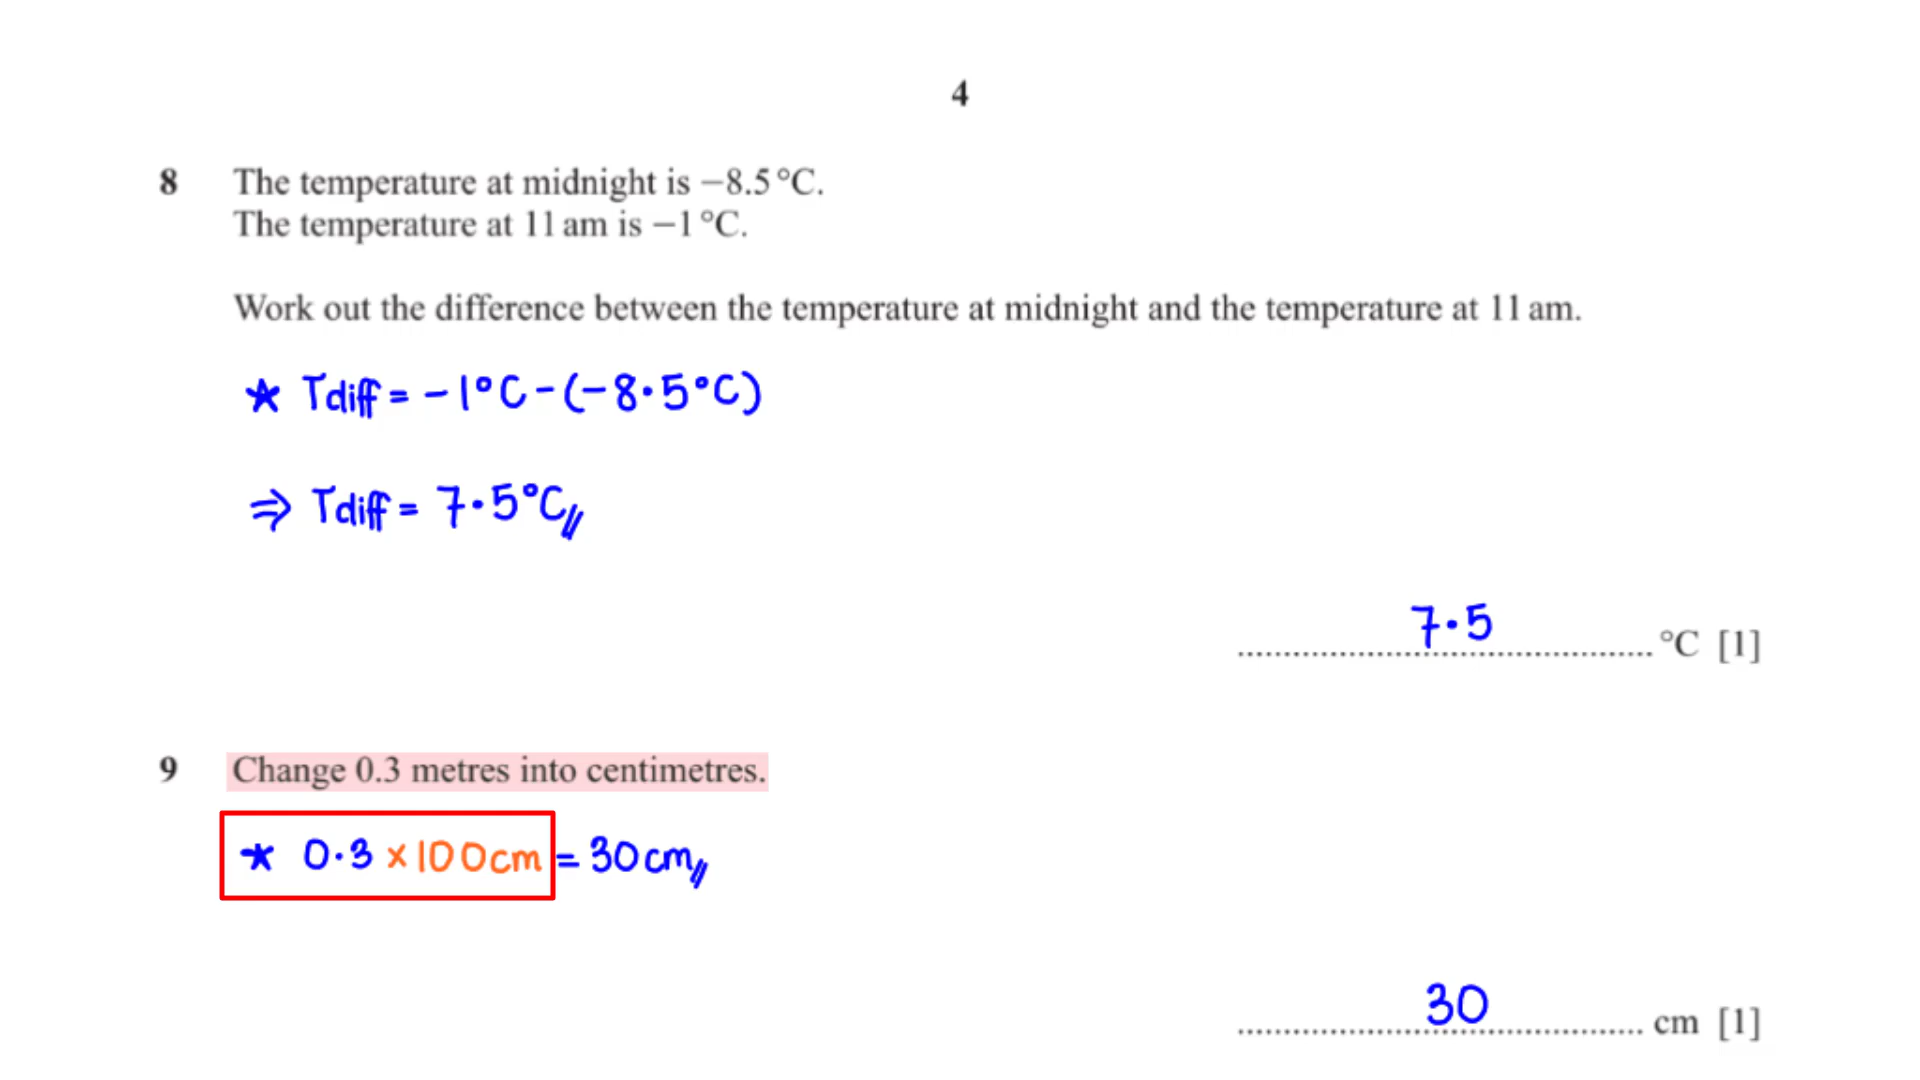 4
8 The temperature at midnight is −8.5 °C.
The temperature at 11 am is −1 °C.
Work out the difference between the temperature at midnight and the temperature at 11 am.
* Tdiff = -1°C-(-8.5°C)
⇒ Tdiff = 7.5°C//
7.5
........................................ °C [1]
9 Change 0.3 metres into centimetres.
* 0.3 ×100cm = 30cm//
30
........................................ cm [1]